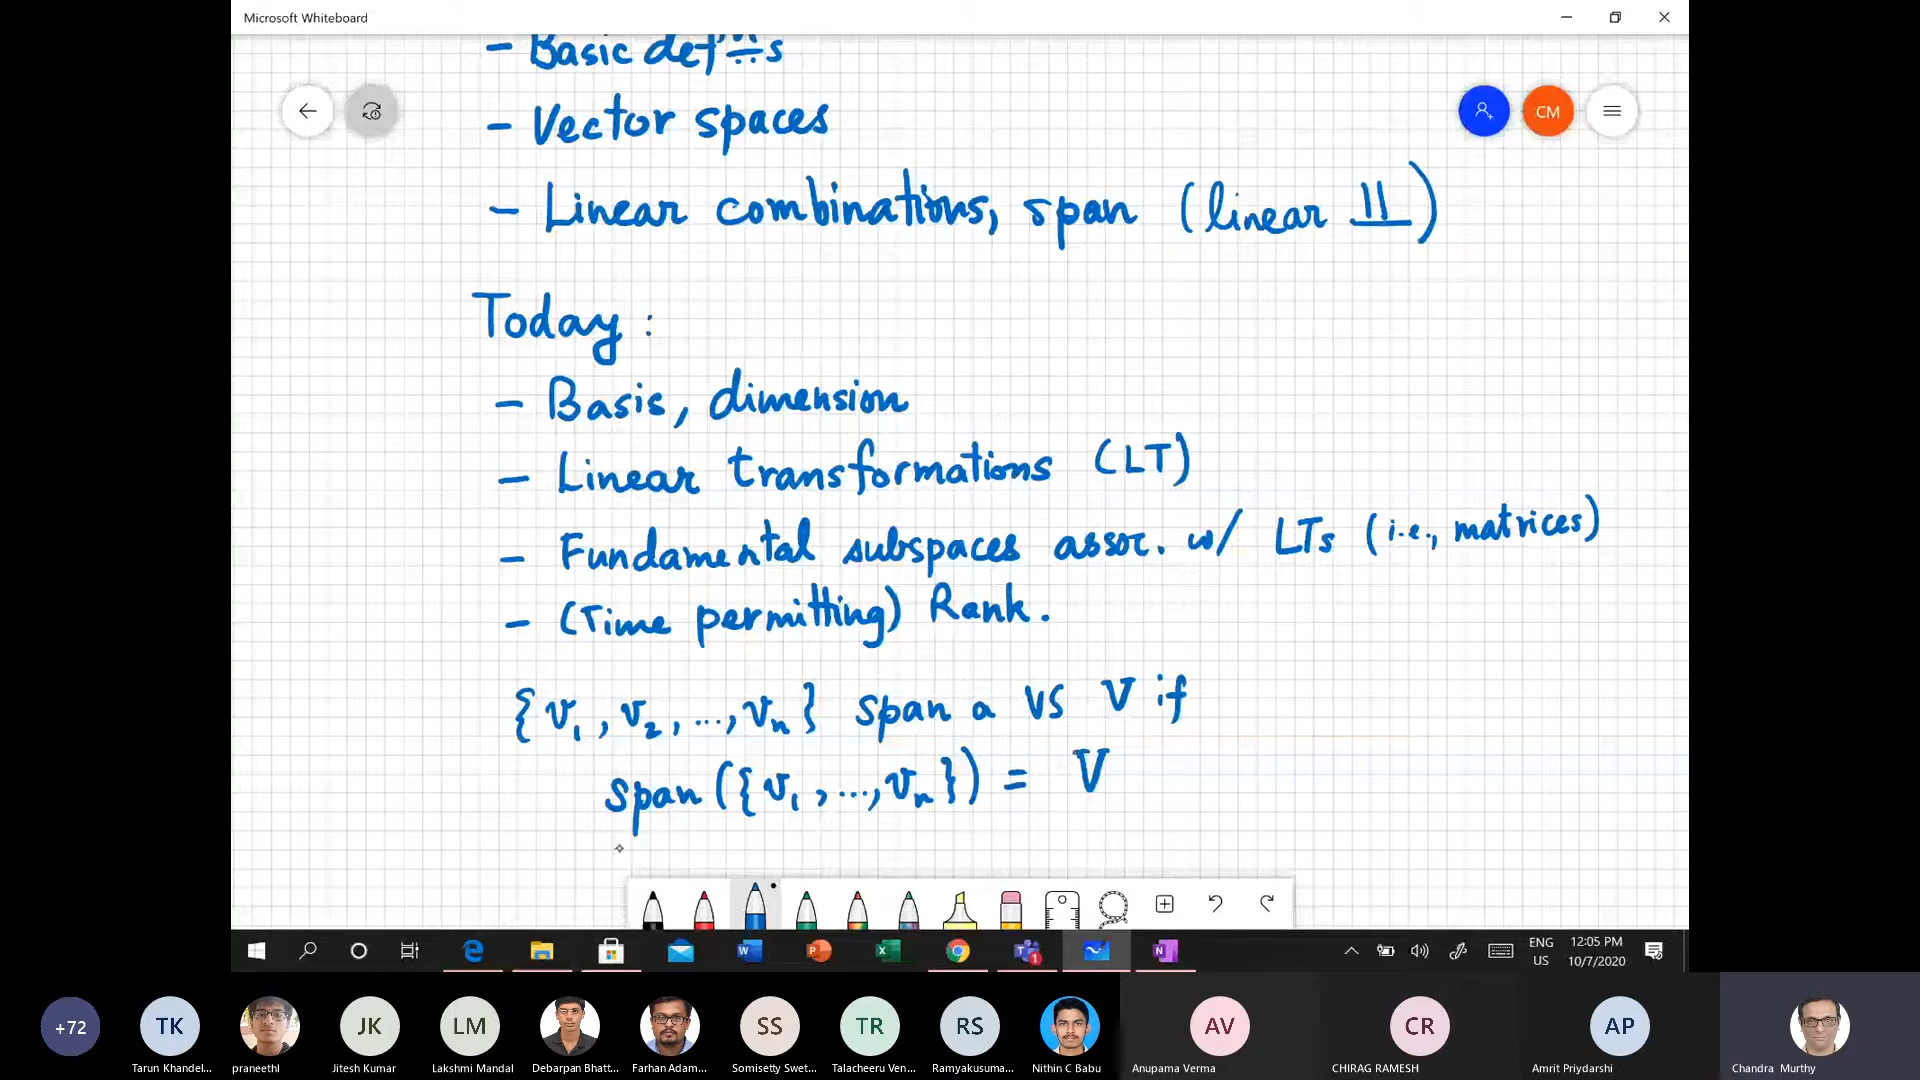 Microsoft Whiteboard
- Basic defns
- Vector spaces
- Linear combinations, span (linear ⫫)
CM
Today :
- Basis, dimension
- Linear transformations (LT)
- Fundamental subspaces assoc. w/ LTs (i.e., matrices)
- (Time permitting) Rank.
{ v₁ , v₂ , ..., vₙ } span a VS V if
span ({ v₁ , ..., vₙ }) = V
ENG
US
12:05 PM
10/7/2020
+72
TK
JK
LM
SS
TR
RS
AV
CR
AP
Tarun Khandel...
praneethl
Jitesh Kumar
Lakshmi Mandal
Debarpan Bhatt...
Farhan Adam...
Somisetty Swet...
Talacheeru Ven...
Ramyakusuma...
Nithin C Babu
Anupama Verma
CHIRAG RAMESH
Amrit Priydarshi
Chandra Murthy